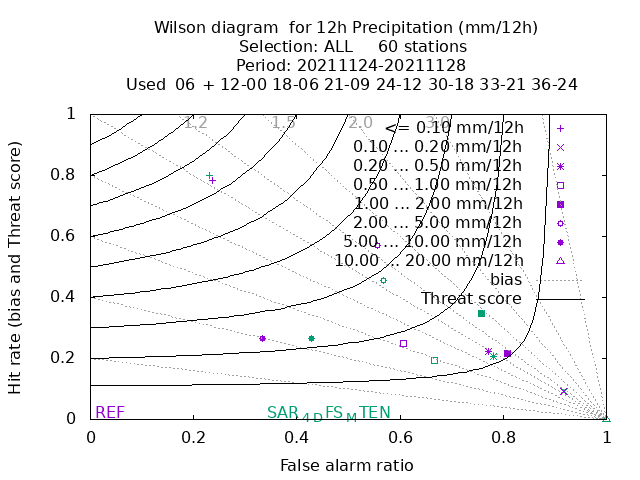 Wilson diagram  for 12h Precipitation (mm/12h)
Selection: ALL     60 stations
Period: 20211124-20211128
Used  06 + 12-00 18-06 21-09 24-12 30-18 33-21 36-24
1.2 1.5 2.0 3.0
<= 0.10 mm/12h
0.10 ... 0.20 mm/12h
0.20 ... 0.50 mm/12h
0.50 ... 1.00 mm/12h
1.00 ... 2.00 mm/12h
2.00 ... 5.00 mm/12h
5.00 ... 10.00 mm/12h
10.00 ... 20.00 mm/12h
bias
Threat score
1
0.8
0.6
0.4
0.2
0
Hit rate (bias and Threat score)
REF SAR4DFSMTEN
0 0.2 0.4 0.6 0.8 1
False alarm ratio